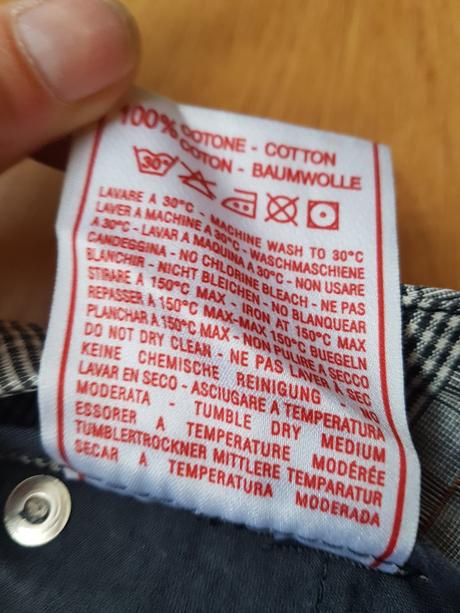 100% COTONE - COTTON
COTON - BAUMWOLLE
30°
LAVARE A 30°C - MACHINE WASH TO 30°C
LAVER A MACHINE A 30°C - WASCHMASCHIENE
A 30°C - LAVAR A MAQUINA A 30°C - NON USARE
CANDEGGINA - NO CHLORINE BLEACH - NE PAS
BLANCHIR - NICHT BLEICHEN - NO BLANQUEAR
STIRARE A 150°C MAX - IRON AT 150°C MAX
REPASSER A 150°C MAX-MAX 150°C BUEGELN
PLANCHAR A 150°C MAX - NON PULIRE A SECCO
DO NOT DRY CLEAN - NE PAS LAVER A SEC
KEINE CHEMISCHE REINIGUNG - NO
LAVAR EN SECO - ASCIUGARE A TEMPERATURA
MODERATA - TUMBLE DRY MEDIUM
ESSORER A TEMPERATURE MODÉRÉE
TUMBLERTROCKNER MITTLERE TEMPARATUR
SECAR A TEMPERATURA MODERADA